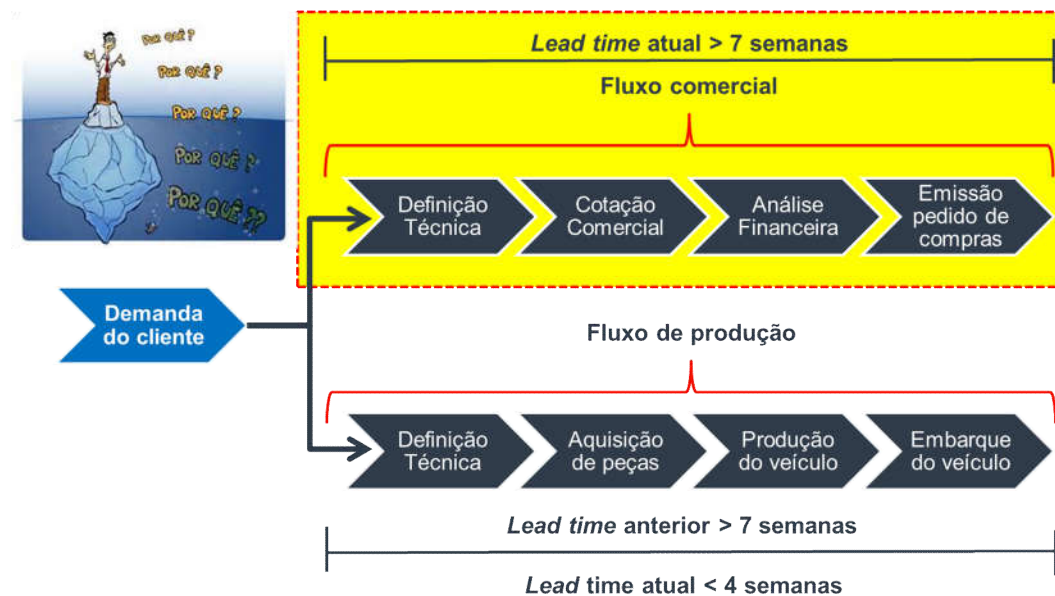 POR QUÊ?
POR QUÊ?
POR QUÊ?
POR QUÊ?
POR QUÊ??
Lead time atual > 7 semanas
Fluxo comercial
Definição
Técnica
Cotação
Comercial
Análise
Financeira
Emissão
pedido de
compras
Demanda
do cliente
Fluxo de produção
Definição
Técnica
Aquisição
de peças
Produção
do veículo
Embarque
do veículo
Lead time anterior > 7 semanas
Lead time atual < 4 semanas